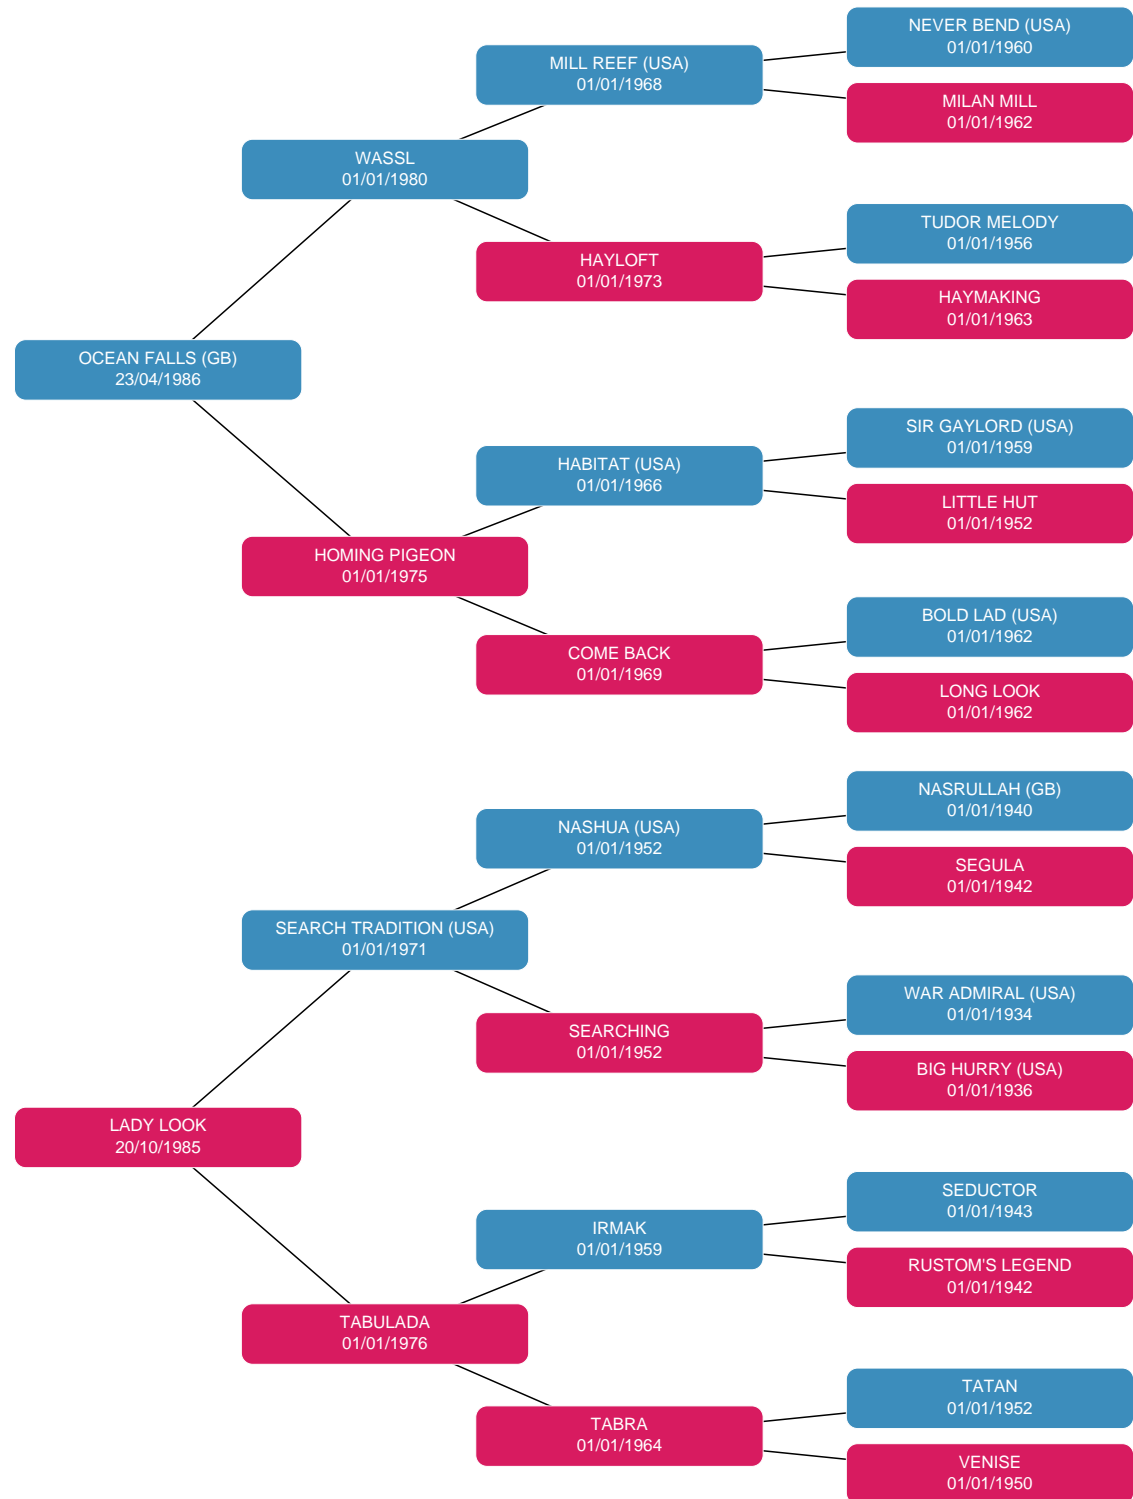 NEVER BEND (USA)
01/01/1960
MILL REEF (USA)
01/01/1968
MILAN MILL
01/01/1962
WASSL
01/01/1980
TUDOR MELODY
01/01/1956
HAYLOFT
01/01/1973
HAYMAKING
01/01/1963
OCEAN FALLS (GB)
23/04/1986
SIR GAYLORD (USA)
01/01/1959
HABITAT (USA)
01/01/1966
LITTLE HUT
01/01/1952
HOMING PIGEON
01/01/1975
BOLD LAD (USA)
01/01/1962
COME BACK
01/01/1969
LONG LOOK
01/01/1962
NASRULLAH (GB)
01/01/1940
NASHUA (USA)
01/01/1952
SEGULA
01/01/1942
SEARCH TRADITION (USA)
01/01/1971
WAR ADMIRAL (USA)
01/01/1934
SEARCHING
01/01/1952
BIG HURRY (USA)
01/01/1936
LADY LOOK
20/10/1985
SEDUCTOR
01/01/1943
IRMAK
01/01/1959
RUSTOM'S LEGEND
01/01/1942
TABULADA
01/01/1976
TATAN
01/01/1952
TABRA
01/01/1964
VENISE
01/01/1950